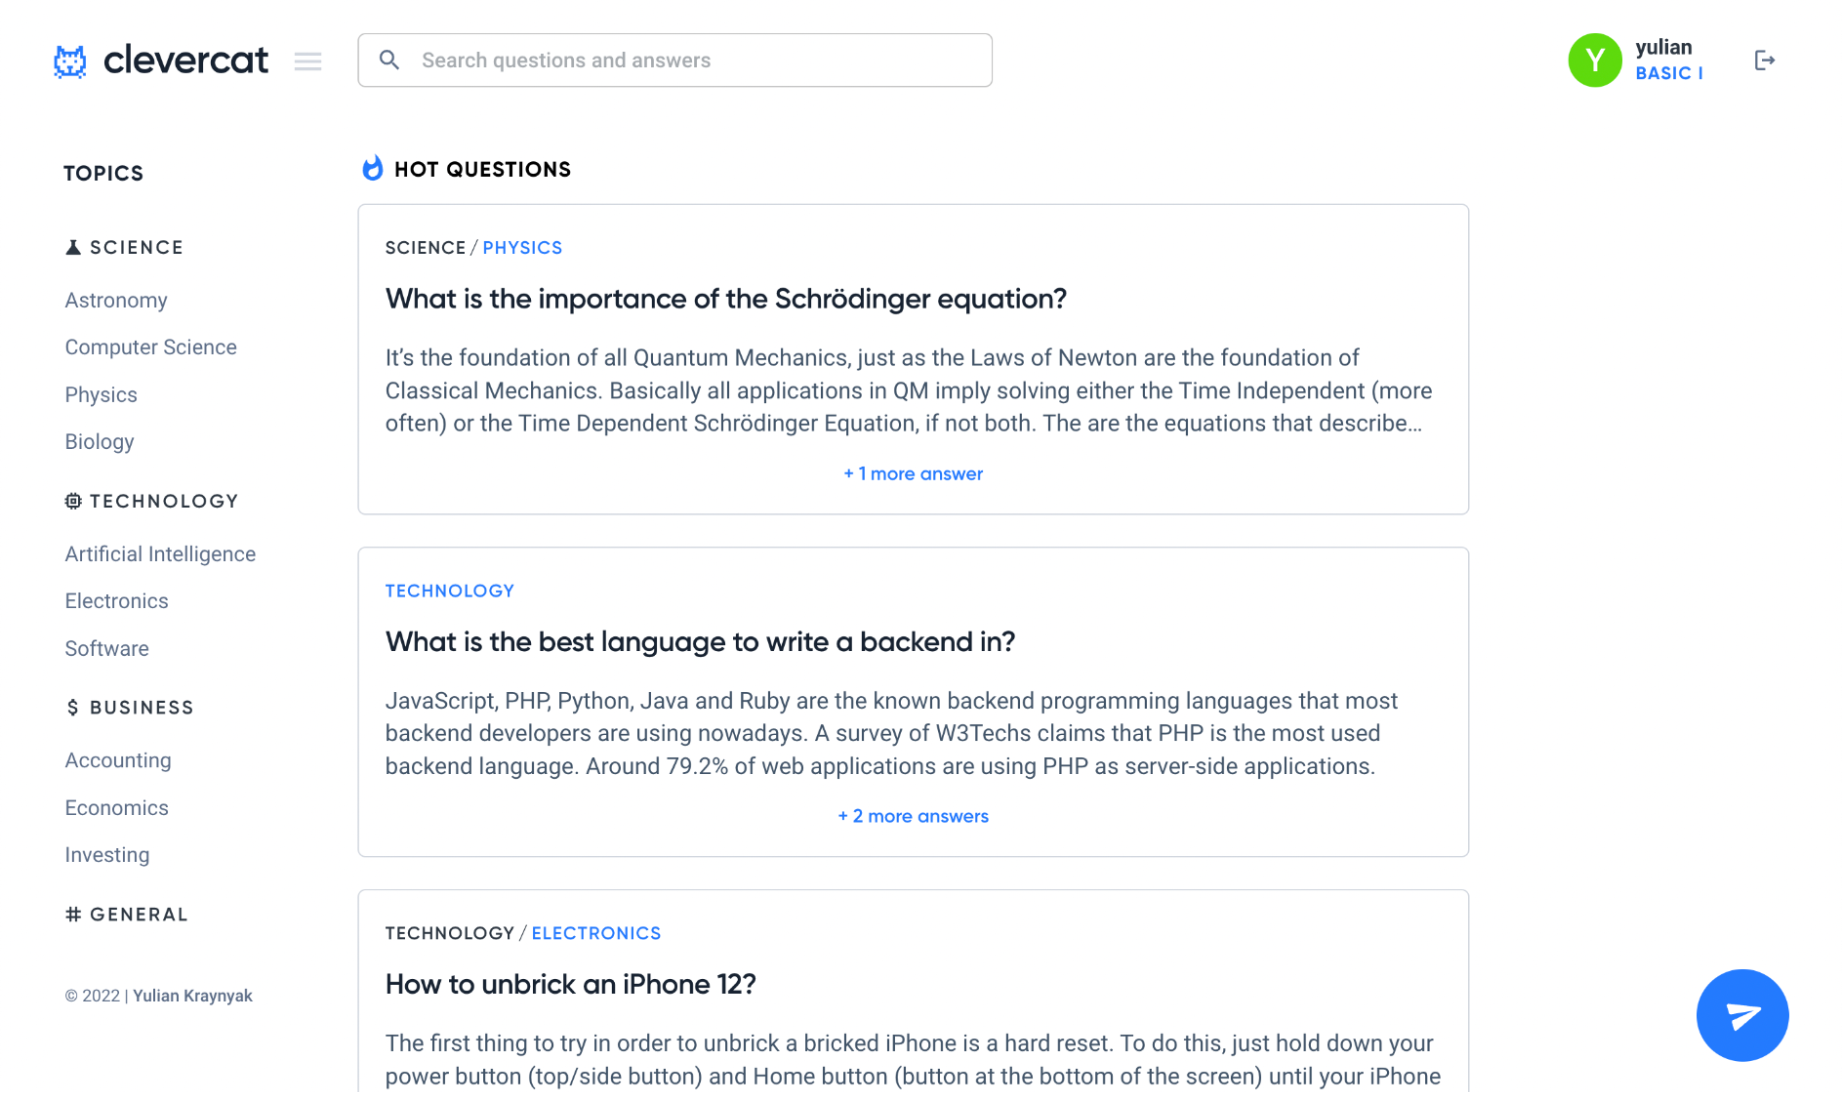 clevercat
Search questions and answers
Y
yulian
BASIC I
TOPICS
SCIENCE
Astronomy
Computer Science
Physics
Biology
TECHNOLOGY
Artificial Intelligence
Electronics
Software
$ BUSINESS
Accounting
Economics
Investing
# GENERAL
© 2022 | Yulian Kraynyak
HOT QUESTIONS
SCIENCE / PHYSICS
What is the importance of the Schrödinger equation?
It’s the foundation of all Quantum Mechanics, just as the Laws of Newton are the foundation of
Classical Mechanics. Basically all applications in QM imply solving either the Time Independent (more
often) or the Time Dependent Schrödinger Equation, if not both. The are the equations that describe…
+ 1 more answer
TECHNOLOGY
What is the best language to write a backend in?
JavaScript, PHP, Python, Java and Ruby are the known backend programming languages that most
backend developers are using nowadays. A survey of W3Techs claims that PHP is the most used
backend language. Around 79.2% of web applications are using PHP as server-side applications.
+ 2 more answers
TECHNOLOGY / ELECTRONICS
How to unbrick an iPhone 12?
The first thing to try in order to unbrick a bricked iPhone is a hard reset. To do this, just hold down your
power button (top/side button) and Home button (button at the bottom of the screen) until your iPhone